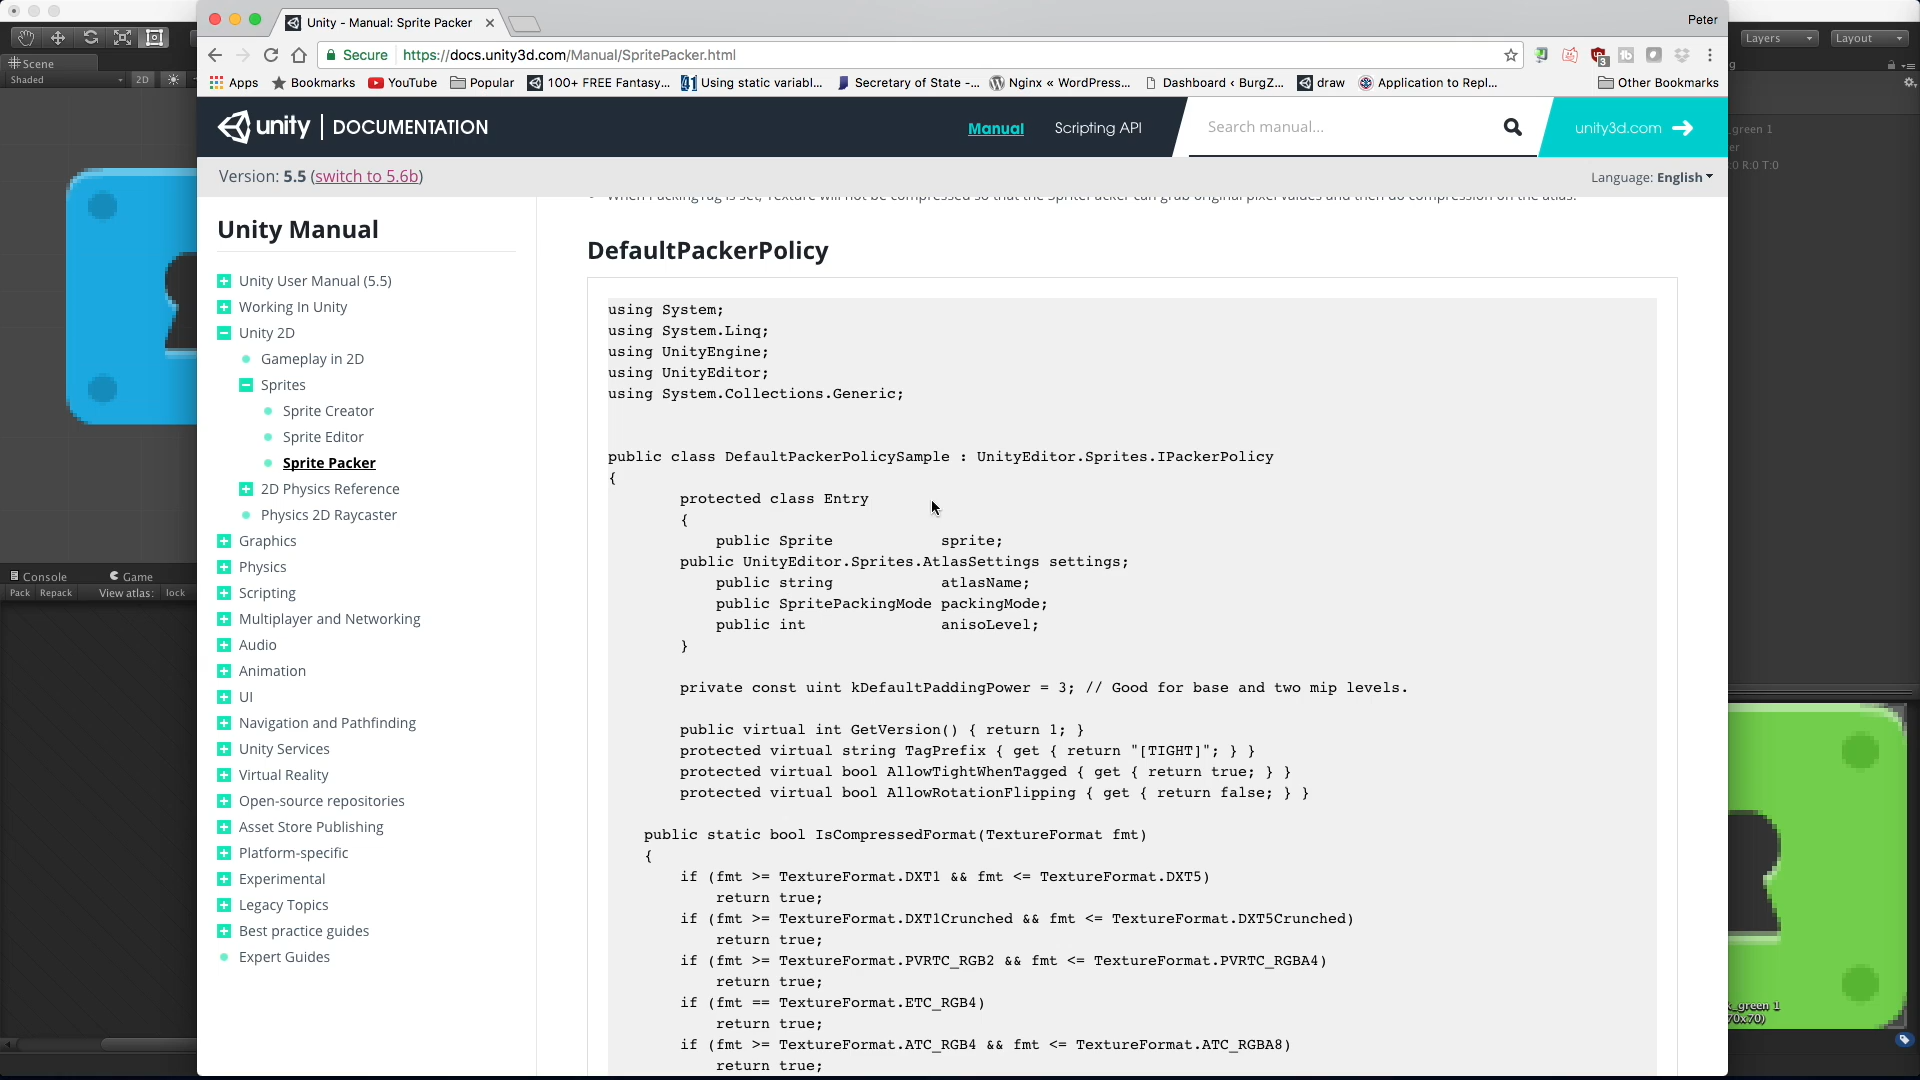 Unity - Manual: Sprite Packer
Peter
Secure
https://docs.unity3d.com/Manual/SpritePacker.html
3
Apps
Bookmarks
YouTube
Popular
100+ FREE Fantasy...
Using static variabl...
Secretary of State -...
Nginx « WordPress...
Dashboard ‹ BurgZ...
draw
Application to Repl...
Other Bookmarks
Layers
Layout
Scene
Shaded
2D
unity | DOCUMENTATION
Manual
Scripting API
Search manual...
unity3d.com
Version: 5.5 (switch to 5.6b)
Language: English
Unity Manual
Unity User Manual (5.5)
Working In Unity
Unity 2D
Gameplay in 2D
Sprites
Sprite Creator
Sprite Editor
Sprite Packer
2D Physics Reference
Physics 2D Raycaster
Graphics
Physics
Scripting
Multiplayer and Networking
Audio
Animation
UI
Navigation and Pathfinding
Unity Services
Virtual Reality
Open-source repositories
Asset Store Publishing
Platform-specific
Experimental
Legacy Topics
Best practice guides
Expert Guides
DefaultPackerPolicy
using System;
using System.Linq;
using UnityEngine;
using UnityEditor;
using System.Collections.Generic;
public class DefaultPackerPolicySample : UnityEditor.Sprites.IPackerPolicy
{
protected class Entry
{
public Sprite sprite;
public UnityEditor.Sprites.AtlasSettings settings;
public string atlasName;
public SpritePackingMode packingMode;
public int anisoLevel;
}
private const uint kDefaultPaddingPower = 3; // Good for base and two mip levels.
public virtual int GetVersion() { return 1; }
protected virtual string TagPrefix { get { return "[TIGHT]"; } }
protected virtual bool AllowTightWhenTagged { get { return true; } }
protected virtual bool AllowRotationFlipping { get { return false; } }
public static bool IsCompressedFormat(TextureFormat fmt)
{
if (fmt >= TextureFormat.DXT1 && fmt <= TextureFormat.DXT5)
return true;
if (fmt >= TextureFormat.DXT1Crunched && fmt <= TextureFormat.DXT5Crunched)
return true;
if (fmt >= TextureFormat.PVRTC_RGB2 && fmt <= TextureFormat.PVRTC_RGBA4)
return true;
if (fmt == TextureFormat.ETC_RGB4)
return true;
if (fmt >= TextureFormat.ATC_RGB4 && fmt <= TextureFormat.ATC_RGBA8)
return true;
Console
Game
Pack
Repack
View atlas:
lock
green 1
R:0 T:0
green 1
70x70)